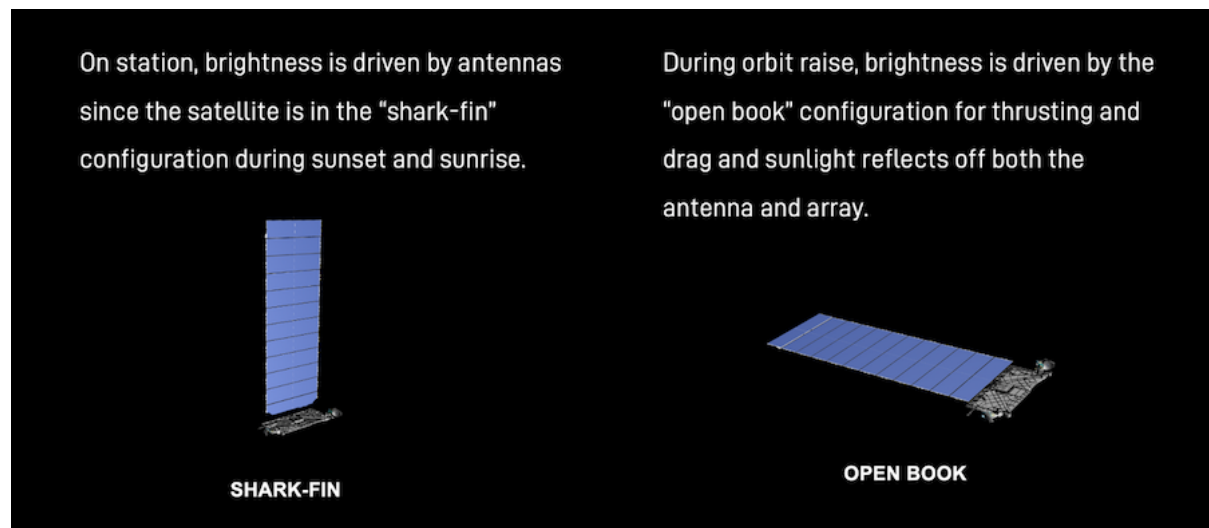 On station, brightness is driven by antennas
since the satellite is in the “shark-fin”
configuration during sunset and sunrise.
SHARK-FIN
During orbit raise, brightness is driven by the
“open book” configuration for thrusting and
drag and sunlight reflects off both the
antenna and array.
OPEN BOOK